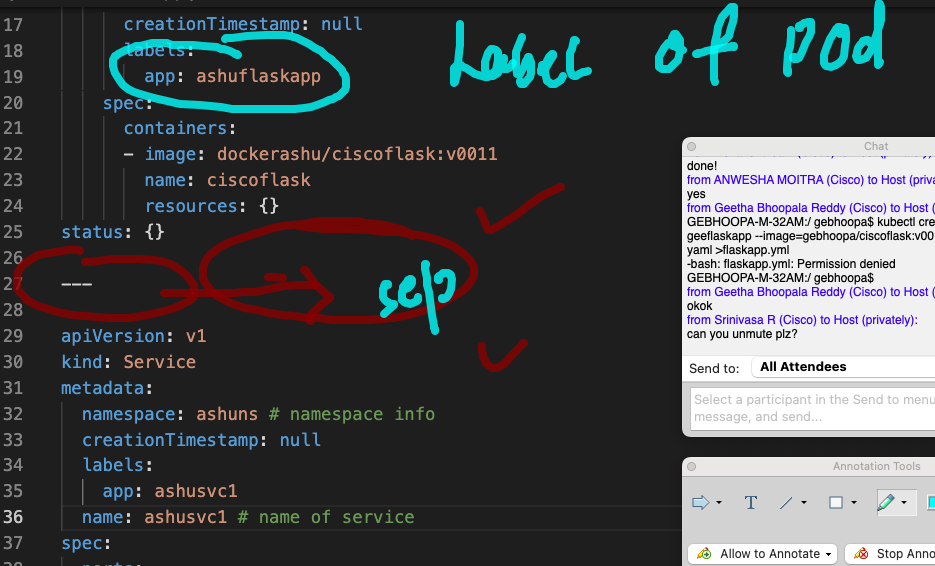 17 creationTimestamp: null
18 labels:
19 app: ashuflaskapp
20 spec:
21 containers:
22 - image: dockerashu/ciscoflask:v0011
23 name: ciscoflask
24 resources: {}
25 status: {}
26
27 ---
28
29 apiVersion: v1
30 kind: Service
31 metadata:
32 namespace: ashuns # namespace info
33 creationTimestamp: null
34 labels:
35 app: ashusvc1
36 name: ashusvc1 # name of service
37 spec:
Label of pod
sep
Chat
done!
from ANWESHA MOITRA (Cisco) to Host (priva
yes
from Geetha Bhoopala Reddy (Cisco) to Host (
GEBHOOPA-M-32AM:/ gebhoopa$ kubectl cre
geeflaskapp --image=gebhoopa/ciscoflask:v00
yaml >flaskapp.yml
-bash: flaskapp.yml: Permission denied
GEBHOOPA-M-32AM:/ gebhoopa$
from Geetha Bhoopala Reddy (Cisco) to Host (
okok
from Srinivasa R (Cisco) to Host (privately):
can you unmute plz?
Send to: All Attendees
Select a participant in the Send to menu
message, and send...
Annotation Tools
T
Allow to Annotate
Stop Anno